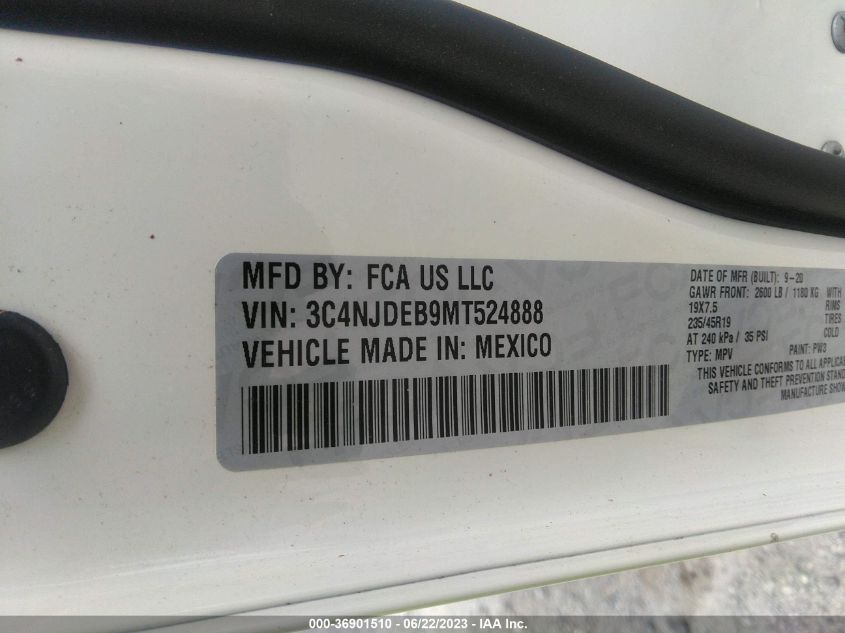 MFD BY: FCA US LLC
VIN: 3C4NJDEB9MT524888
VEHICLE MADE IN: MEXICO
DATE OF MFR (BUILT): 9-20
GAWR FRONT: 2600 LB / 1180 KG WITH
19X7.5 RIMS
235/45R19 TIRES
AT 240 kPa / 35 PSI COLD
TYPE: MPV PAINT: PW3
THIS VEHICLE CONFORMS TO ALL
SAFETY AND THEFT PREVENTION
MANUFACTURE
000-36901510 - 06/22/2023 - IAA Inc.